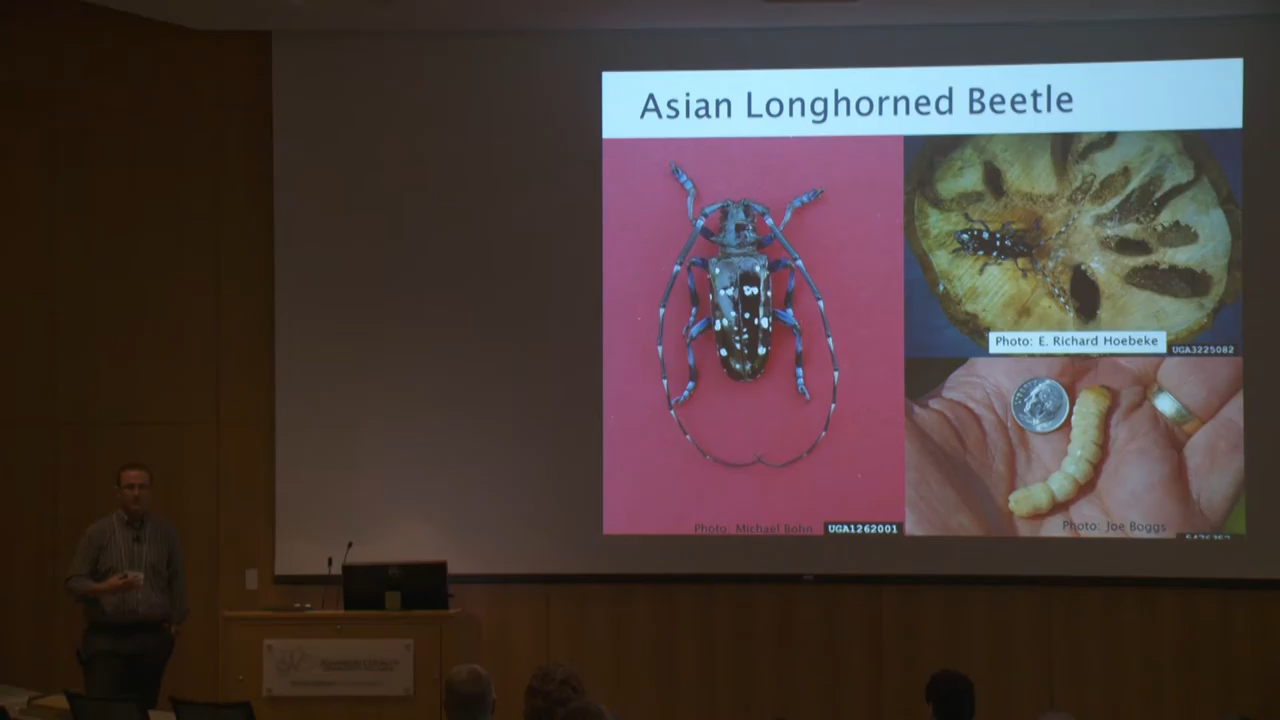 Asian Longhorned Beetle
Photo: E. Richard Hoebeke
UGA3225082
Photo: Michael Bohn
UGA1262001
Photo: Joe Boggs